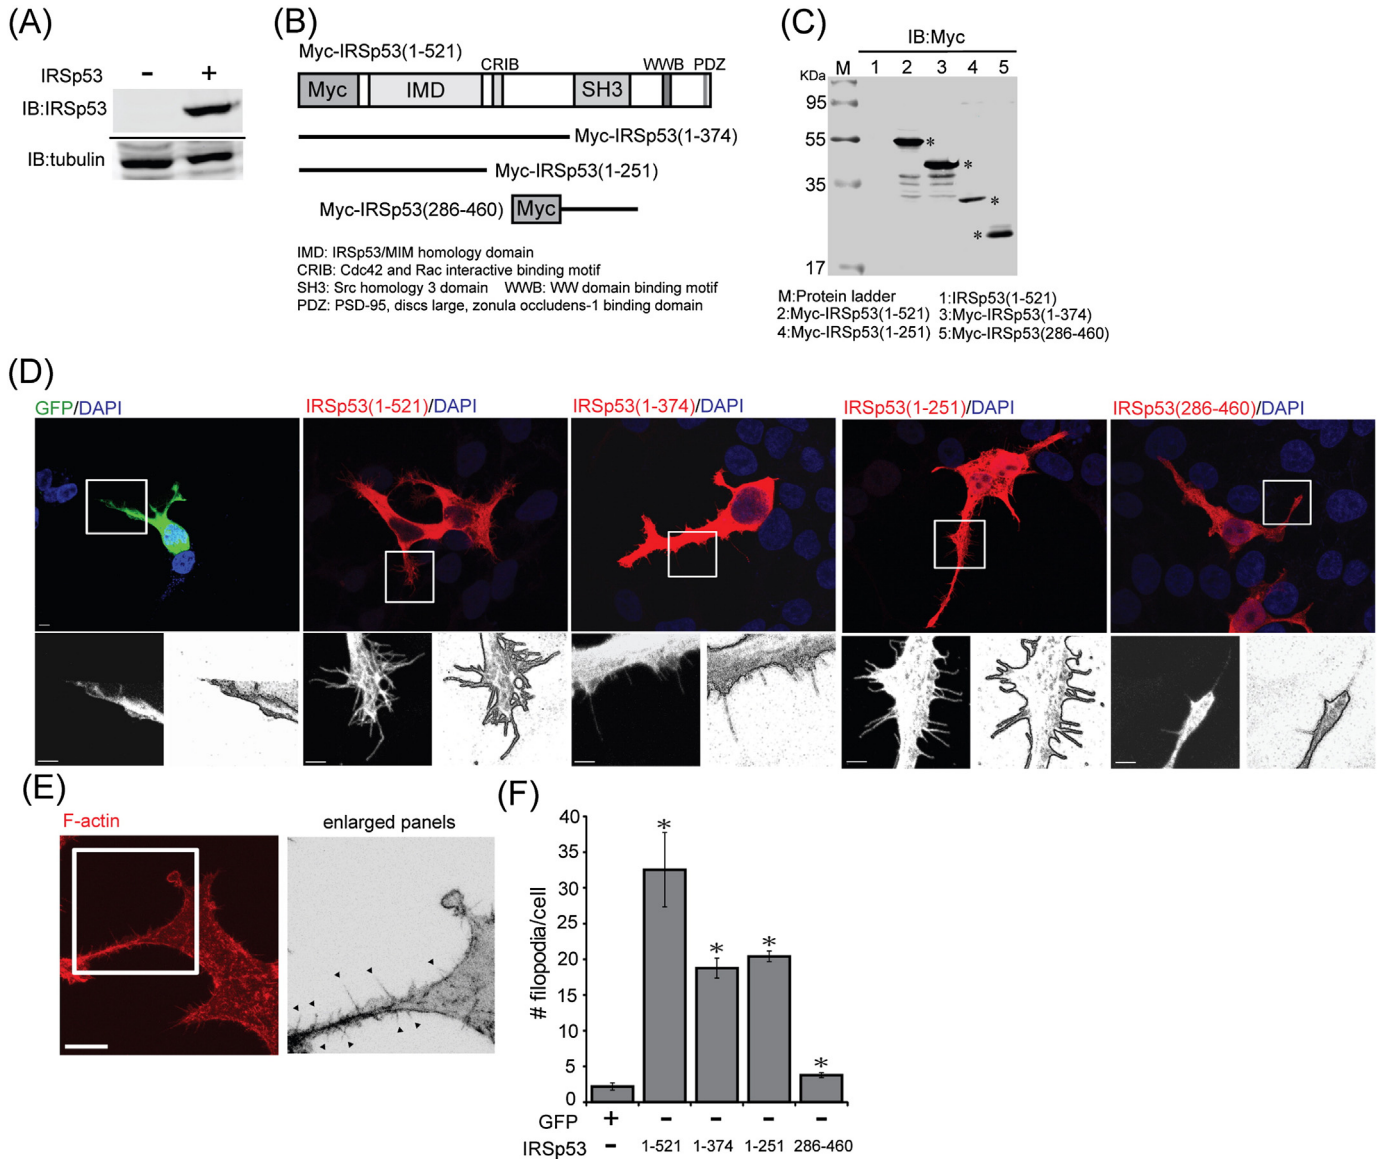 (A)
IRSp53 - +
IB:IRSp53
IB:tubulin
(B)
Myc-IRSp53(1-521)
CRIB WWB PDZ
Myc IMD SH3
Myc-IRSp53(1-374)
Myc-IRSp53(1-251)
Myc-IRSp53(286-460) Myc
IMD: IRSp53/MIM homology domain
CRIB: Cdc42 and Rac interactive binding motif
SH3: Src homology 3 domain WWB: WW domain binding motif
PDZ: PSD-95, discs large, zonula occludens-1 binding domain
(C)
IB:Myc
KDa M 1 2 3 4 5
95
55 *
*
35
*
*
17
M:Protein ladder 1:IRSp53(1-521)
2:Myc-IRSp53(1-521) 3:Myc-IRSp53(1-374)
4:Myc-IRSp53(1-251) 5:Myc-IRSp53(286-460)
(D)
GFP/DAPI IRSp53(1-521)/DAPI IRSp53(1-374)/DAPI IRSp53(1-251)/DAPI IRSp53(286-460)/DAPI
(E)
F-actin enlarged panels
(F)
# filopodia/cell
40
35
30
25
20
15
10
5
0
* * * *
GFP + - - - -
IRSp53 - 1-521 1-374 1-251 286-460